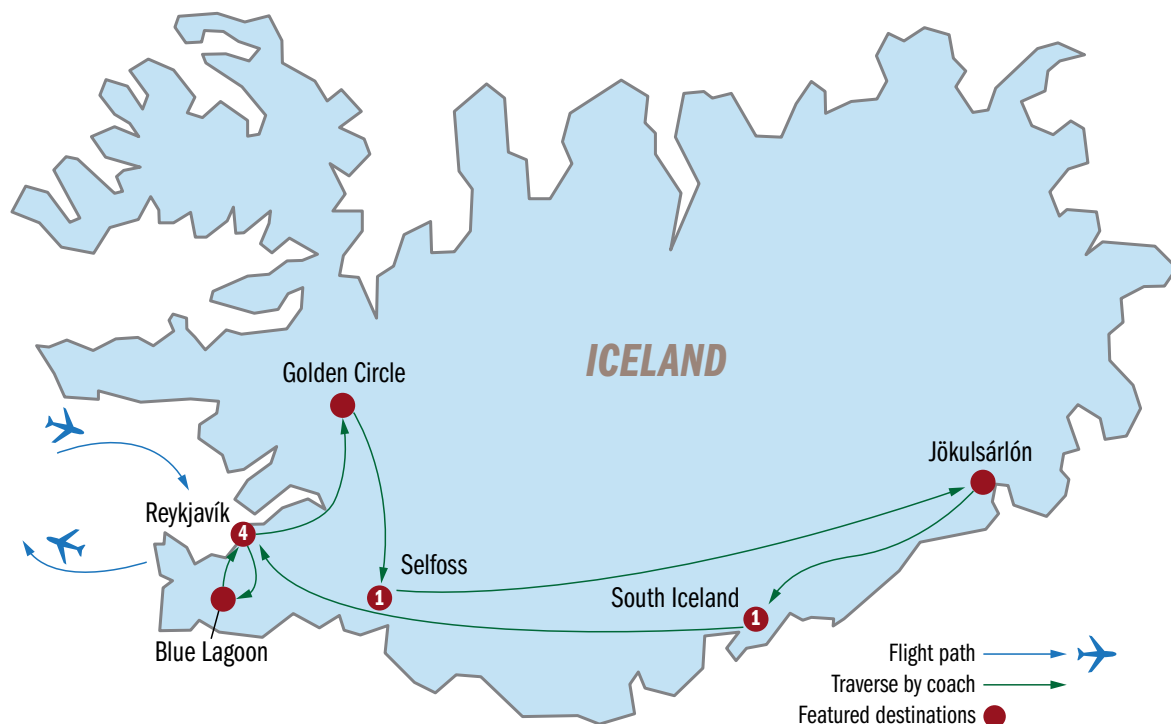 ICELAND
Golden Circle
Jökulsárlón
Reykjavík
4
Selfoss
1
South Iceland
1
Blue Lagoon
Flight path
Traverse by coach
Featured destinations